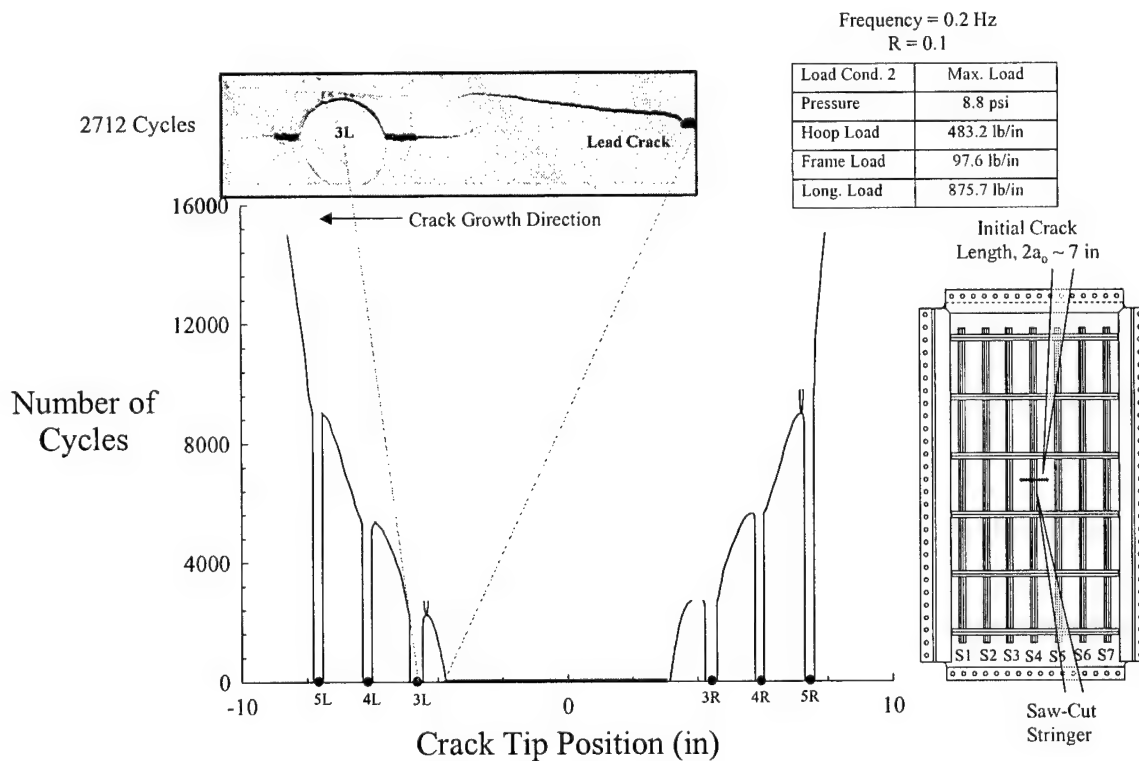 Frequency = 0.2 Hz
R = 0.1
Load Cond. 2 Max. Load
Pressure 8.8 psi
Hoop Load 483.2 lb/in
Frame Load 97.6 lb/in
Long. Load 875.7 lb/in
2712 Cycles
3L
Lead Crack
Crack Growth Direction
16000
12000
8000
4000
0
Number of
Cycles
5L 4L 3L 3R 4R 5R
-10 0 10
Crack Tip Position (in)
Initial Crack
Length, 2aₒ ~ 7 in
S1 S2 S3 S4 S5 S6 S7
Saw-Cut
Stringer